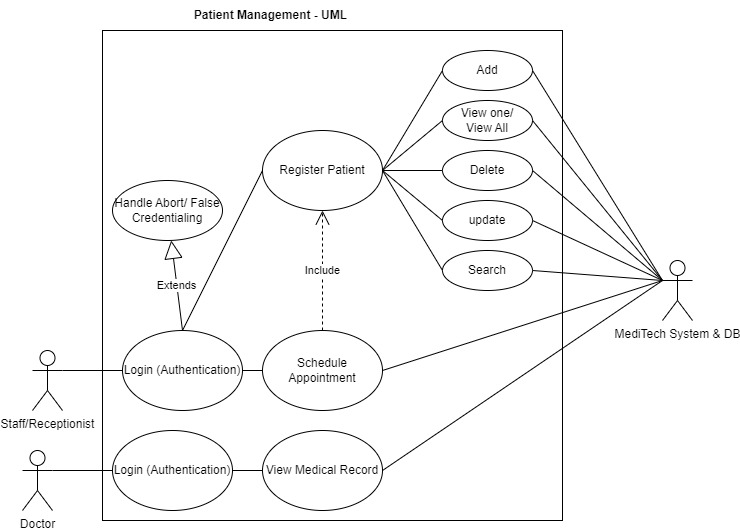 Patient Management - UML
Add
View one/
View All
Register Patient
Delete
Handle Abort/ False
Credentialing
update
Include
Search
Extends
MediTech System & DB
Login (Authentication)
Schedule
Appointment
Staff/Receptionist
Login (Authentication)
View Medical Record
Doctor